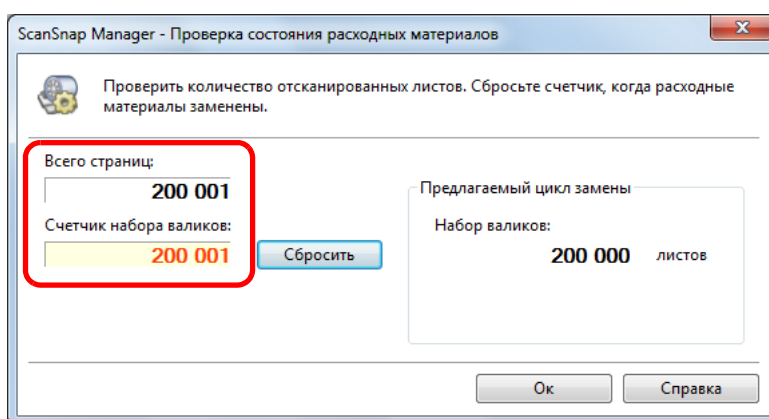 ScanSnap Manager - Проверка состояния расходных материалов
Проверить количество отсканированных листов. Сбросьте счетчик, когда расходные
материалы заменены.
Всего страниц:
200 001
Счетчик набора валиков:
200 001
Сбросить
Предлагаемый цикл замены
Набор валиков:
200 000 листов
Ок
Справка